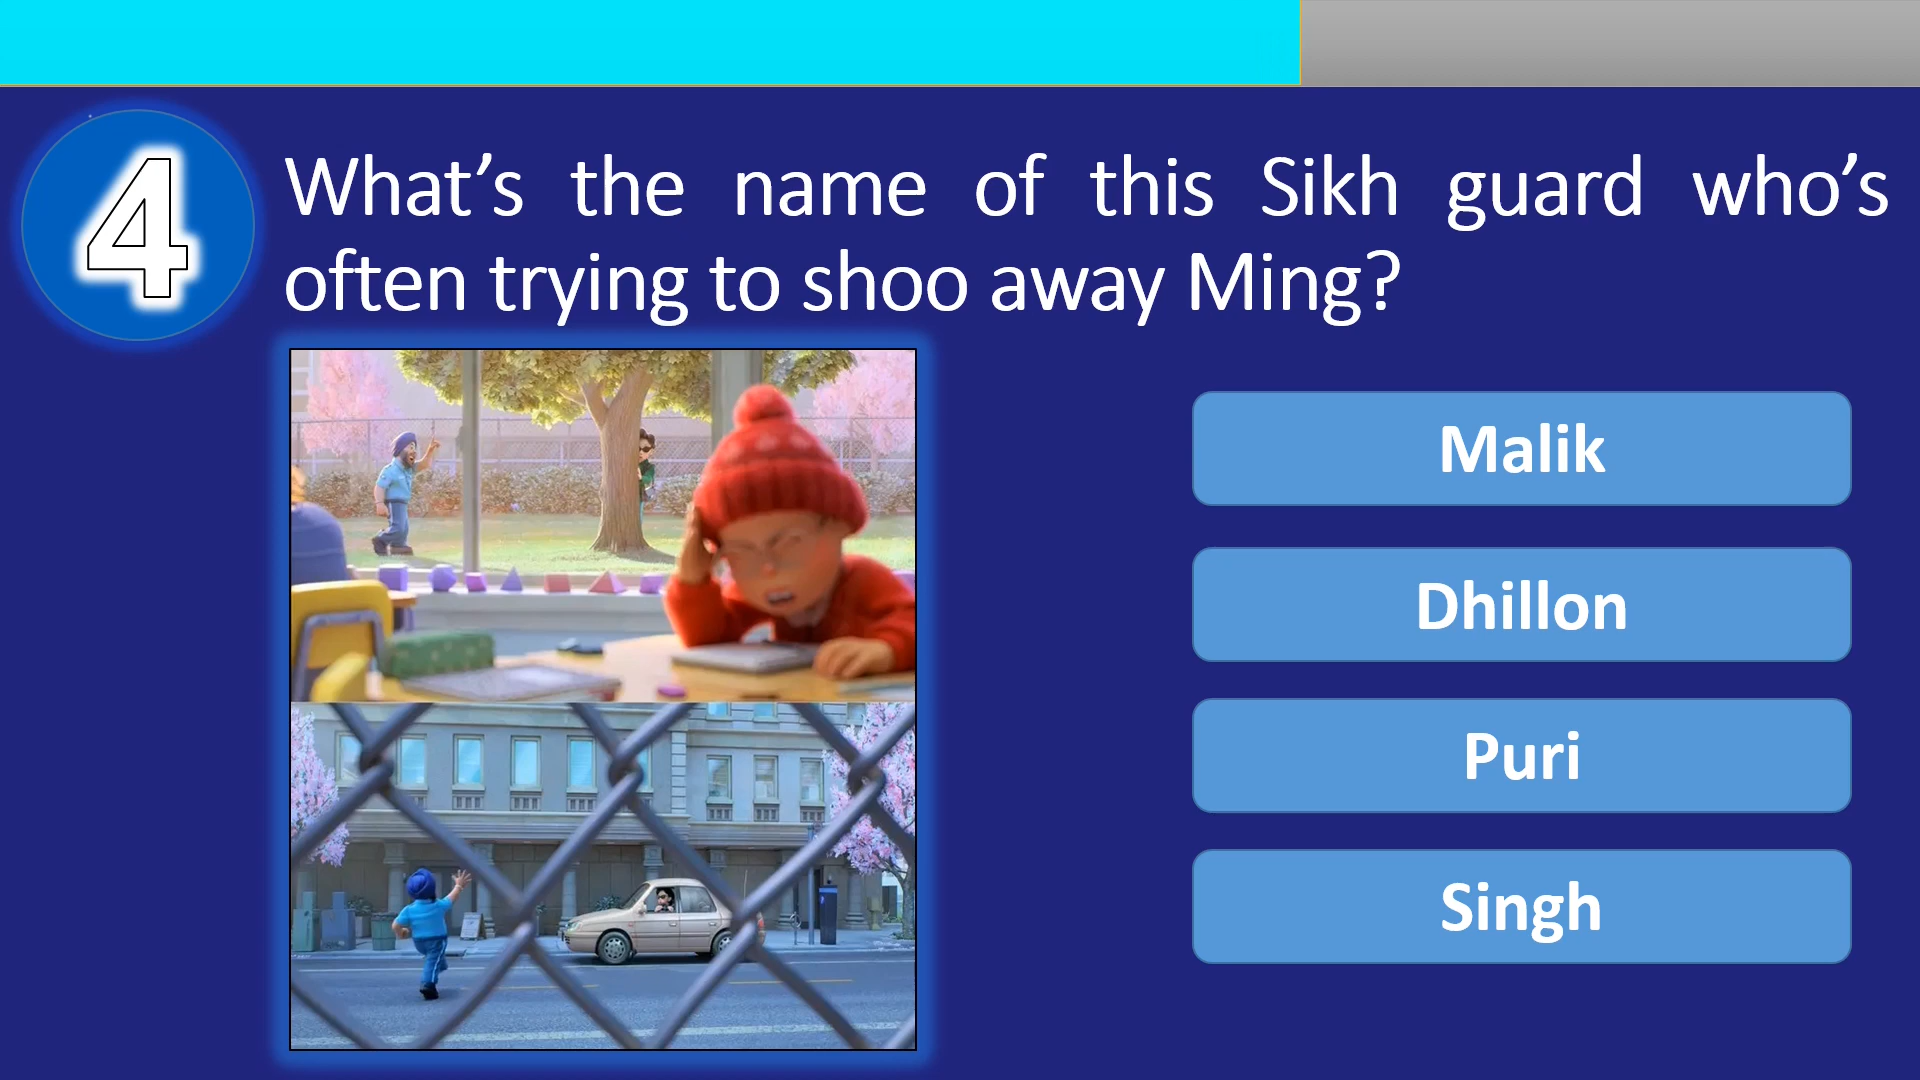 4
What’s the name of this Sikh guard who’s
often trying to shoo away Ming?
Malik
Dhillon
Puri
Singh